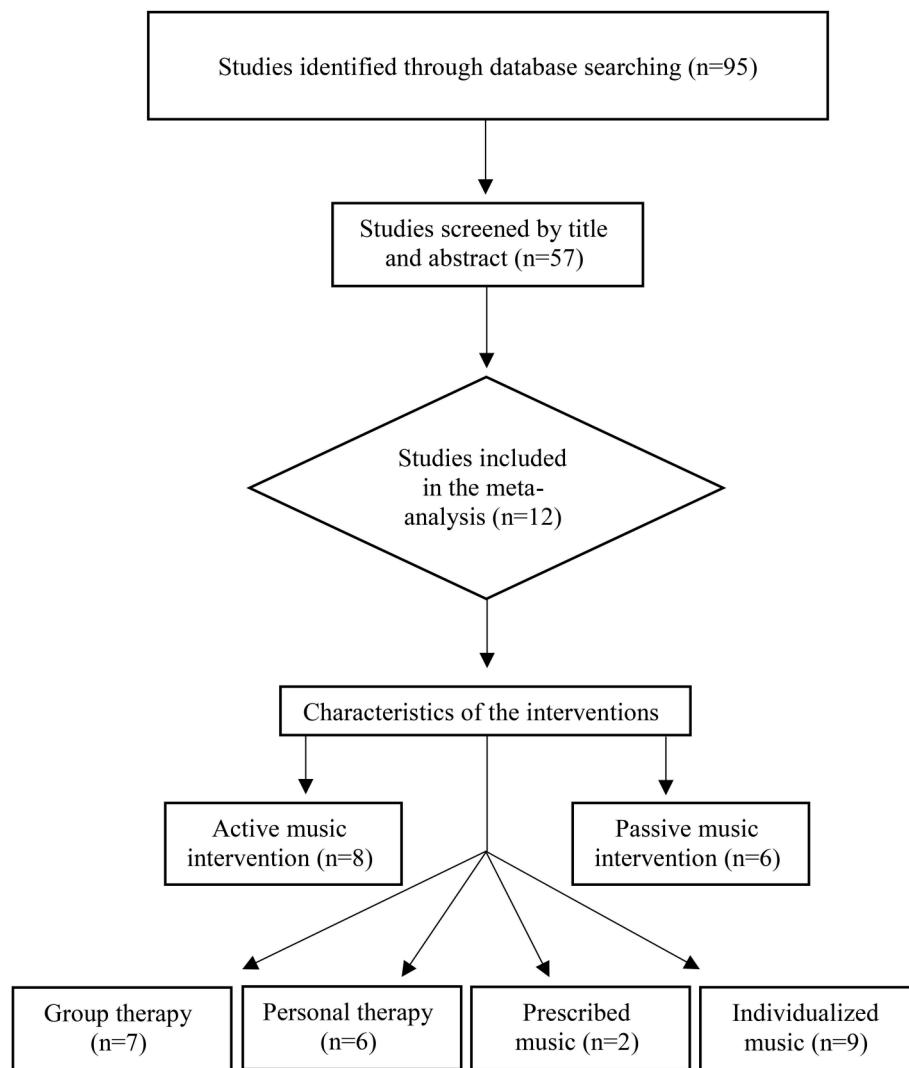 Studies identified through database searching (n=95)
Studies screened by title
and abstract (n=57)
Studies included
in the meta-
analysis (n=12)
Characteristics of the interventions
Active music
intervention (n=8)
Passive music
intervention (n=6)
Group therapy
(n=7)
Personal therapy
(n=6)
Prescribed
music (n=2)
Individualized
music (n=9)